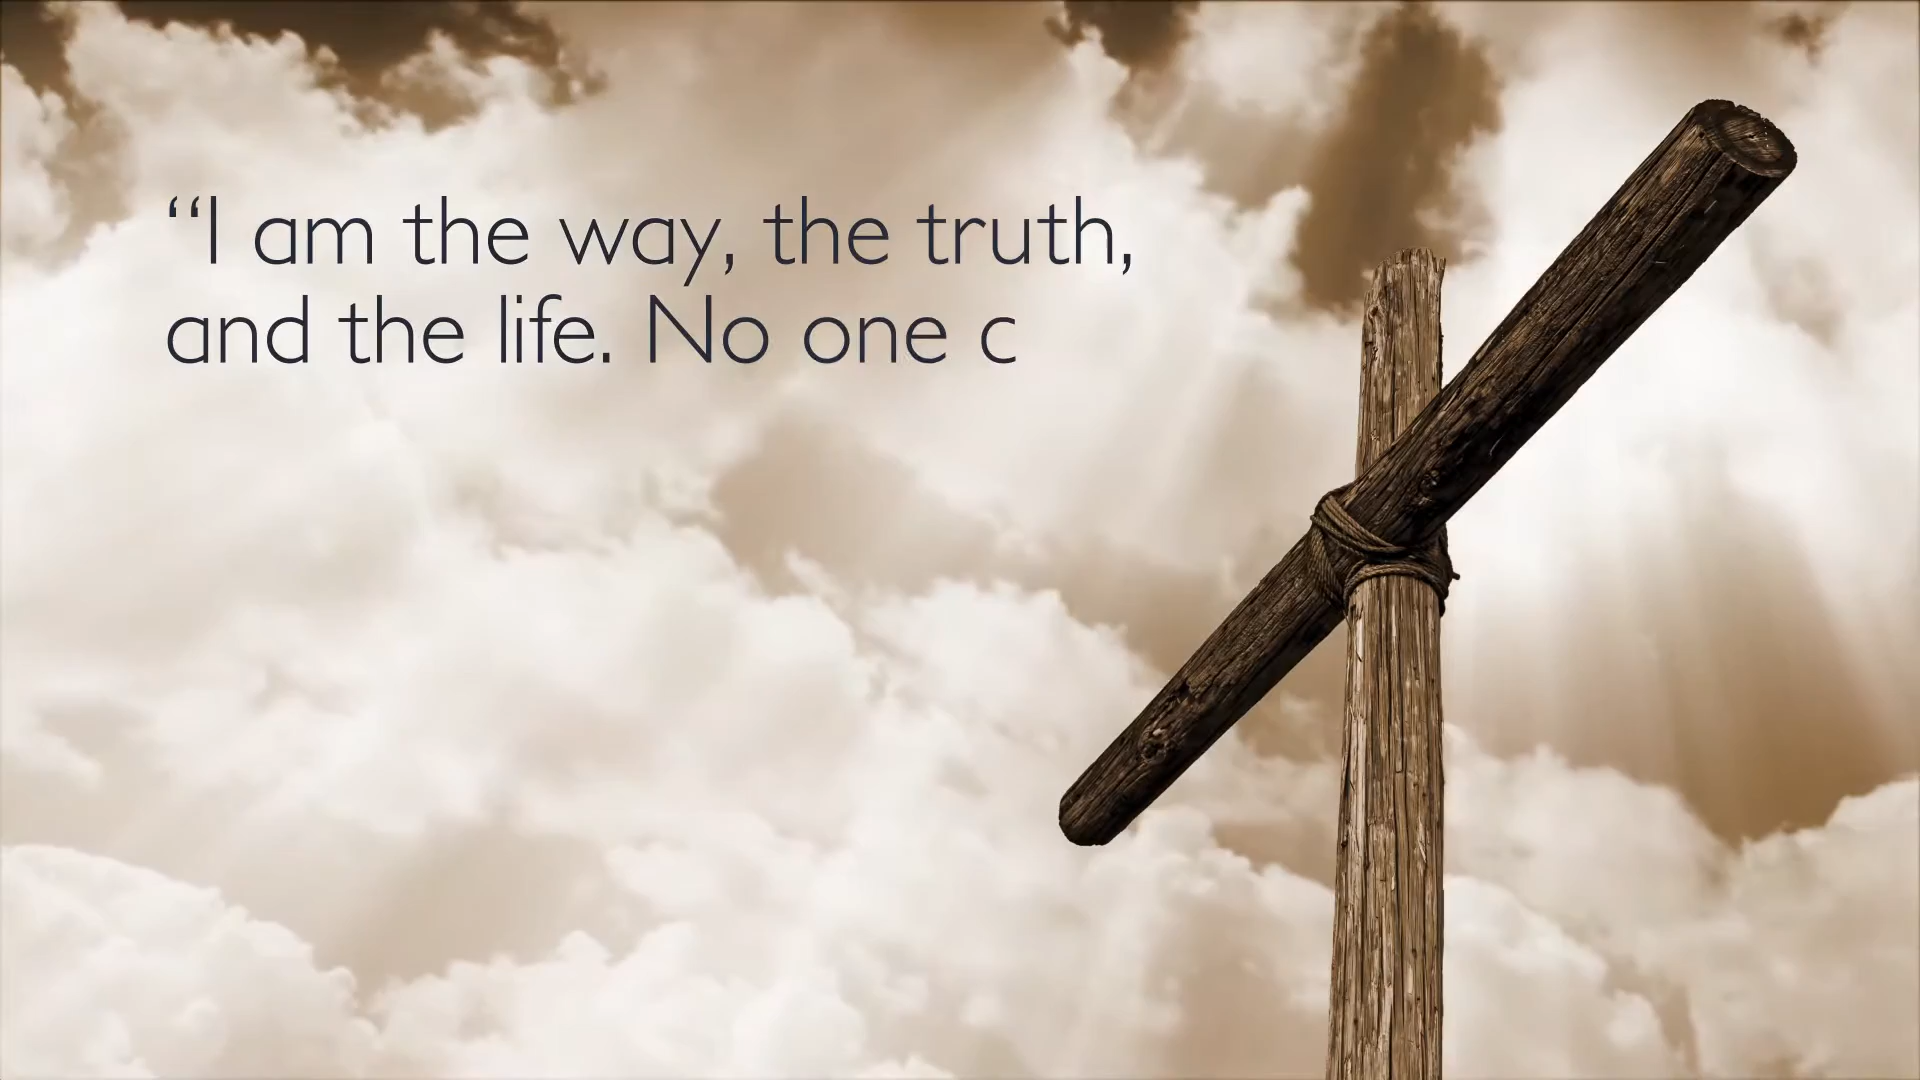 “I am the way, the truth,
and the life. No one c